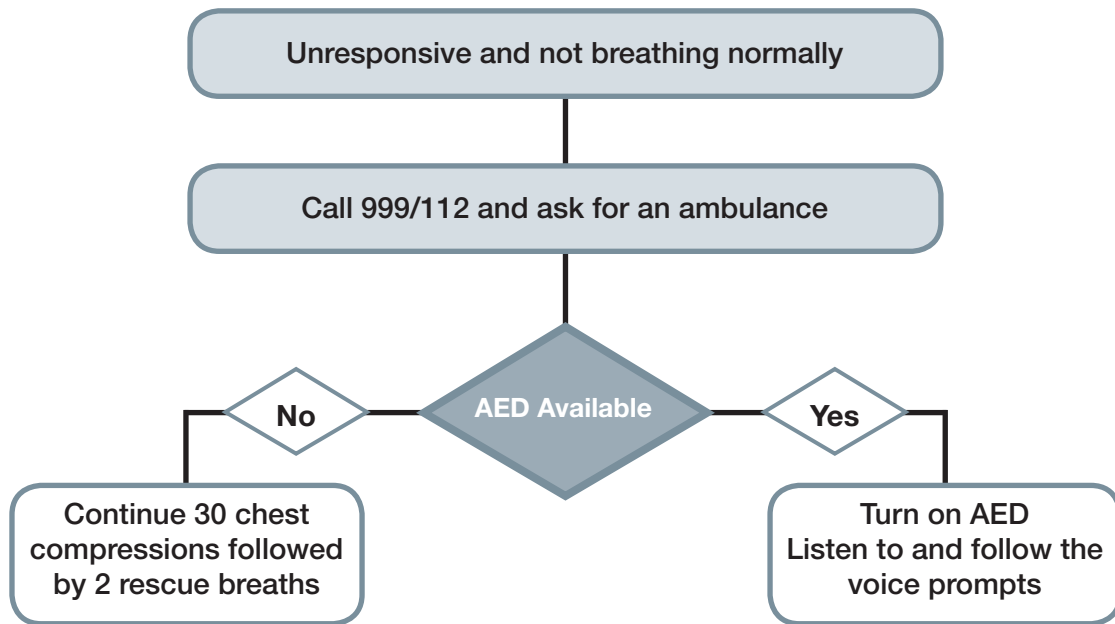 Unresponsive and not breathing normally
Call 999/112 and ask for an ambulance
AED Available
No
Yes
Continue 30 chest
compressions followed
by 2 rescue breaths
Turn on AED
Listen to and follow the
voice prompts